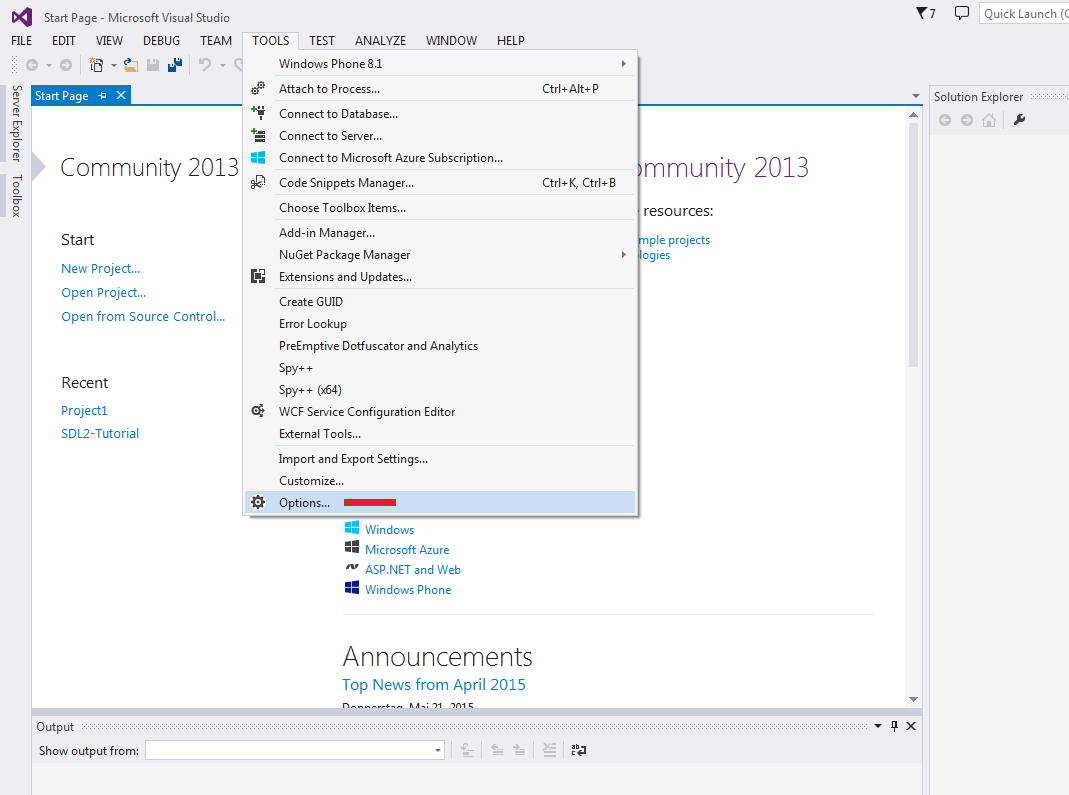 Start Page - Microsoft Visual Studio
7
Quick Launch (C
FILE EDIT VIEW DEBUG TEAM TOOLS TEST ANALYZE WINDOW HELP
Server Explorer
Toolbox
Start Page
Community 2013
Start
New Project...
Open Project...
Open from Source Control...
Recent
Project1
SDL2-Tutorial
Windows Phone 8.1
Attach to Process... Ctrl+Alt+P
Connect to Database...
Connect to Server...
Connect to Microsoft Azure Subscription...
Code Snippets Manager... Ctrl+K, Ctrl+B
Choose Toolbox Items...
Add-in Manager...
NuGet Package Manager
Extensions and Updates...
Create GUID
Error Lookup
PreEmptive Dotfuscator and Analytics
Spy++
Spy++ (x64)
WCF Service Configuration Editor
External Tools...
Import and Export Settings...
Customize...
Options...
ommunity 2013
resources:
mple projects
logies
Windows
Microsoft Azure
ASP.NET and Web
Windows Phone
Announcements
Top News from April 2015
Donnerstag, Mai 21, 2015
Solution Explorer
Output
Show output from: